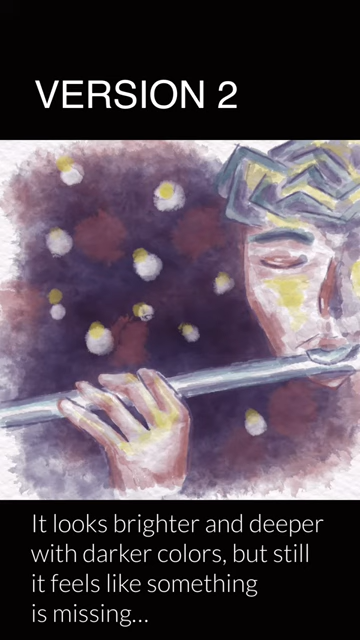 VERSION 2
It looks brighter and deeper
with darker colors, but still
it feels like something
is missing...